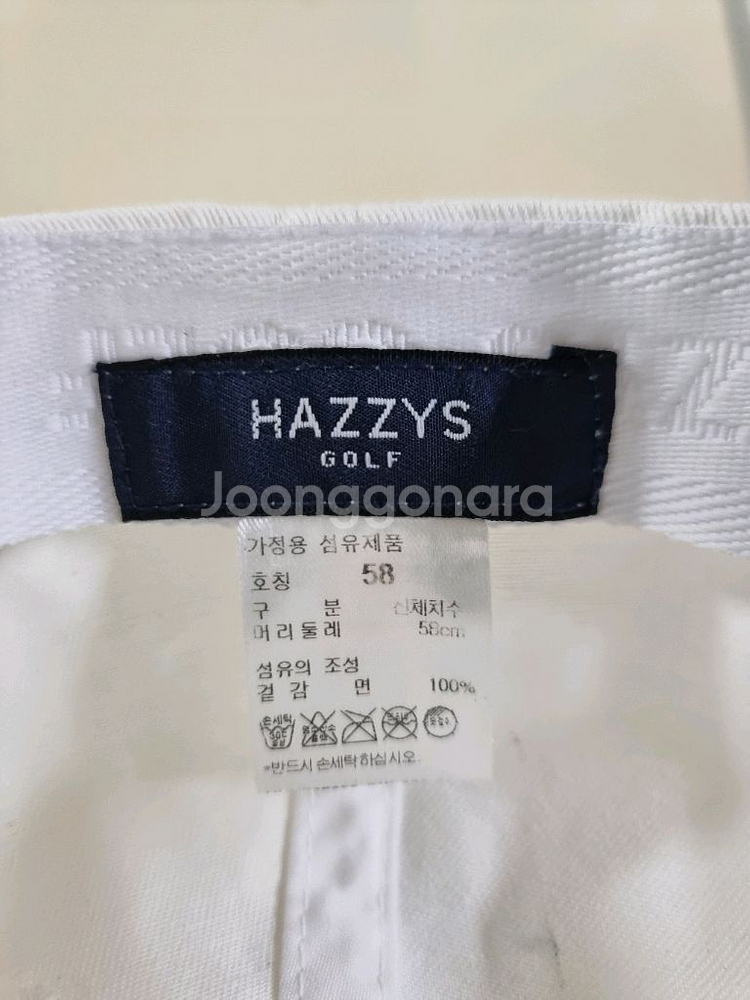 HAZZYS
GOLF
Joonggonara
가정용 섬유제품
호칭 58
구 분 신체치수
머리둘레 58cm
섬유의 조성
겉감 면 100%
손세탁
*반드시 손세탁하십시오.